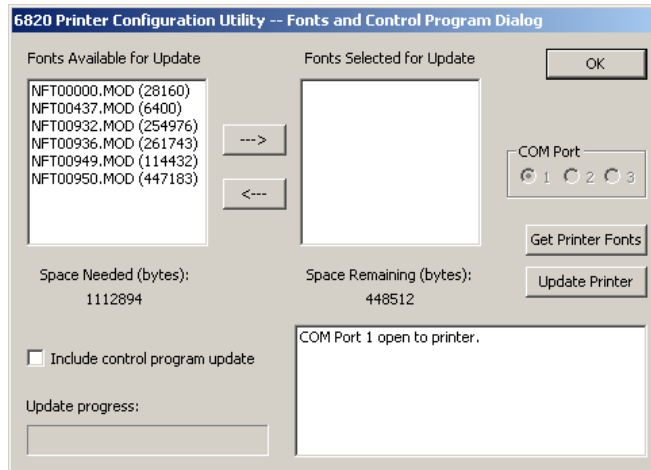 6820 Printer Configuration Utility -- Fonts and Control Program Dialog
Fonts Available for Update
NFT00000.MOD (28160)
NFT00437.MOD (6400)
NFT00932.MOD (254976)
NFT00936.MOD (261743)
NFT00949.MOD (114432)
NFT00950.MOD (447183)
--->
<---
Fonts Selected for Update
OK
COM Port
1 2 3
Get Printer Fonts
Update Printer
Space Needed (bytes):
1112894
Space Remaining (bytes):
448512
Include control program update
Update progress:
COM Port 1 open to printer.